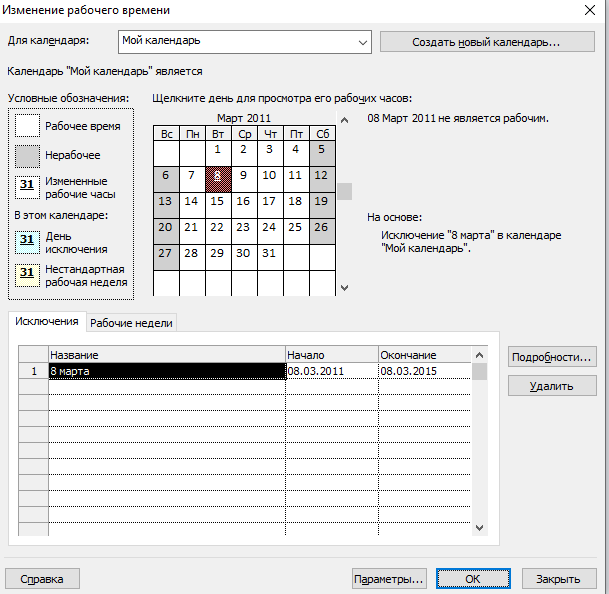 Изменение рабочего времени
Для календаря:
Мой календарь
Создать новый календарь...
Календарь "Мой календарь" является
Условные обозначения:
Рабочее время
Нерабочее
31
Измененные
рабочие часы
В этом календаре:
31
День
исключения
31
Нестандартная
рабочая неделя
Щелкните день для просмотра его рабочих часов:
Март 2011
Вс Пн Вт Ср Чт Пт Сб
1 2 3 4 5
6 7 8 9 10 11 12
13 14 15 16 17 18 19
20 21 22 23 24 25 26
27 28 29 30 31
08 Март 2011 не является рабочим.
На основе:
Исключение "8 марта" в календаре
"Мой календарь".
Исключения Рабочие недели
Название Начало Окончание
1 8 марта 08.03.2011 08.03.2015
Подробности...
Удалить
Справка
Параметры...
ОК
Закрыть